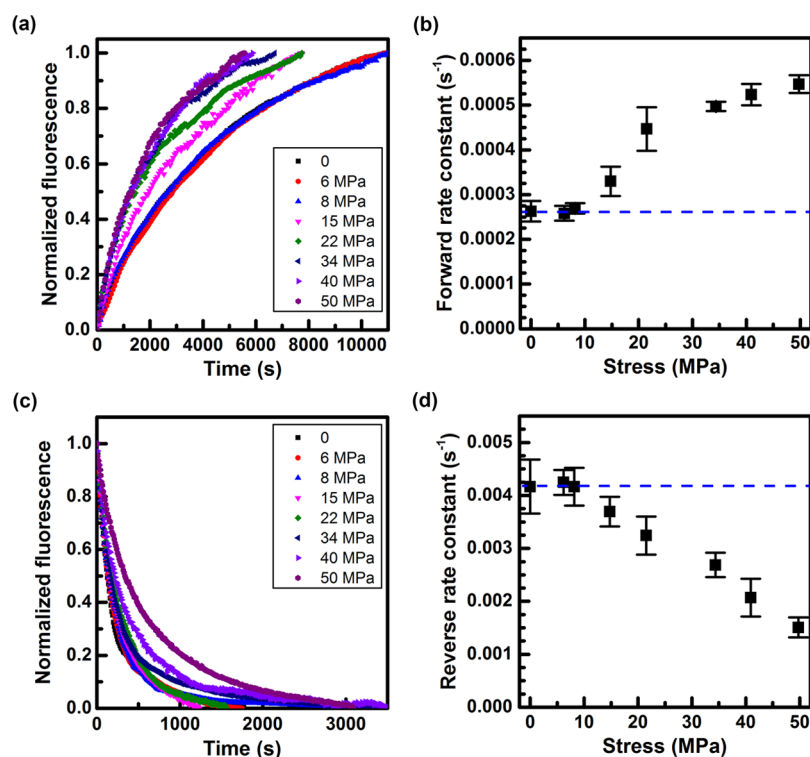 (a)
Normalized fluorescence
1.0
0.8
0.6
0.4
0.2
0.0
0
6 MPa
8 MPa
15 MPa
22 MPa
34 MPa
40 MPa
50 MPa
0 2000 4000 6000 8000 10000
Time (s)
(b)
Forward rate constant (s⁻¹)
0.0006
0.0005
0.0004
0.0003
0.0002
0.0001
0.0000
0 10 20 30 40 50
Stress (MPa)
(c)
Normalized fluorescence
1.0
0.8
0.6
0.4
0.2
0.0
0
6 MPa
8 MPa
15 MPa
22 MPa
34 MPa
40 MPa
50 MPa
0 1000 2000 3000
Time (s)
(d)
Reverse rate constant (s⁻¹)
0.005
0.004
0.003
0.002
0.001
0.000
0 10 20 30 40 50
Stress (MPa)